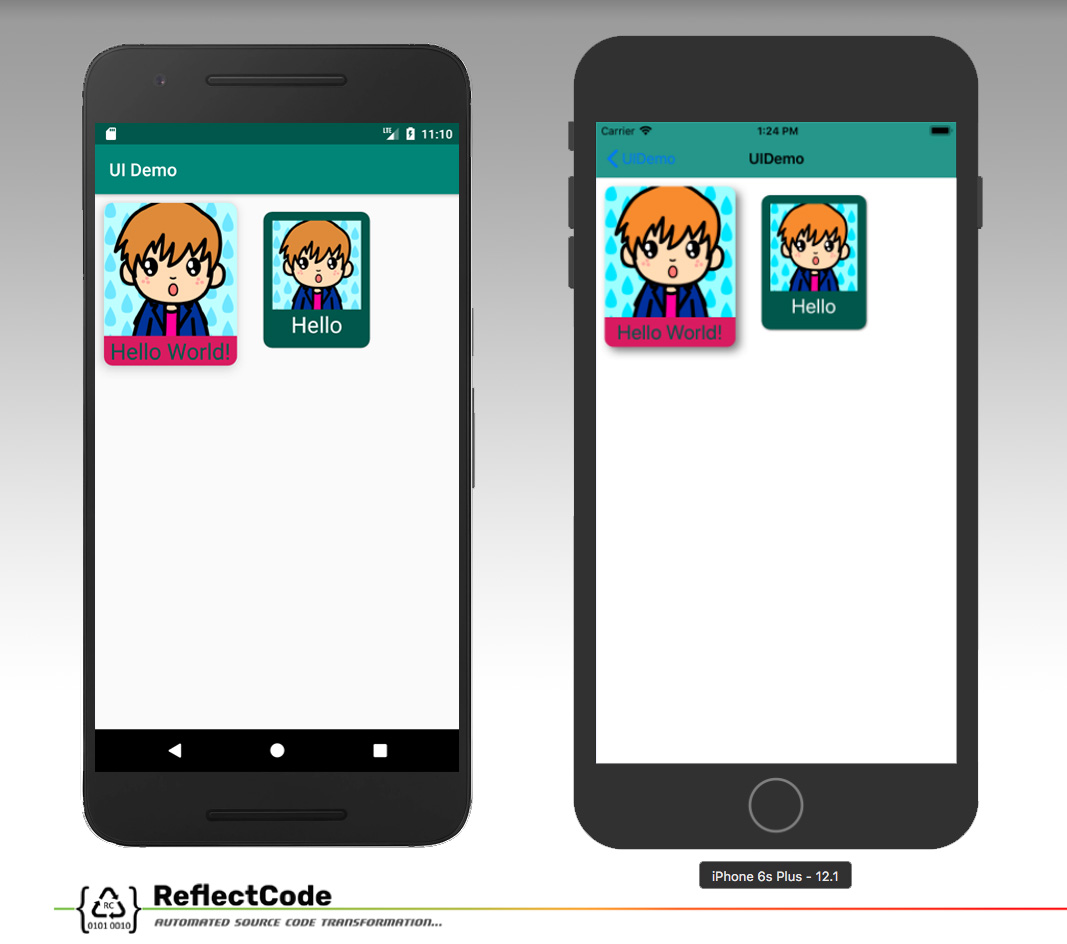 LTE 11:10
UI Demo
Hello World!
Hello
Carrier 1:24 PM
UIDemo UIDemo
Hello World!
Hello
iPhone 6s Plus - 12.1
RC
0101 0010
ReflectCode
AUTOMATED SOURCE CODE TRANSFORMATION...